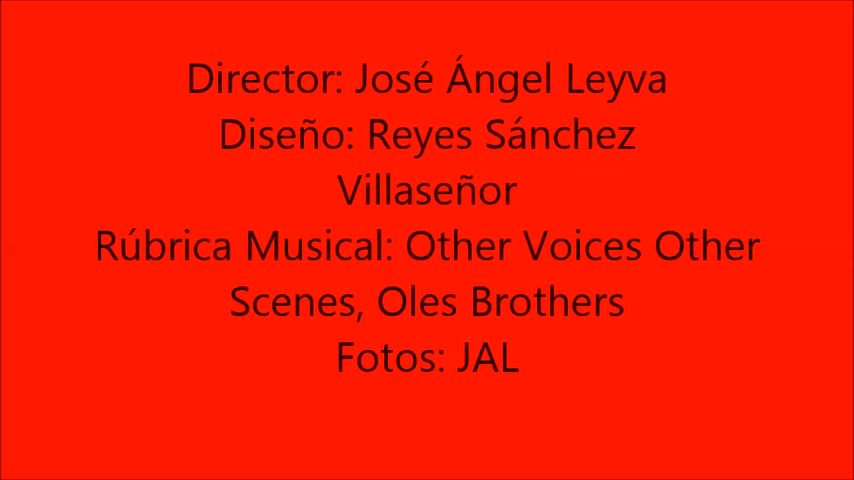 Director: José Ángel Leyva
Diseño: Reyes Sánchez
Villaseñor
Rúbrica Musical: Other Voices Other
Scenes, Oles Brothers
Fotos: JAL